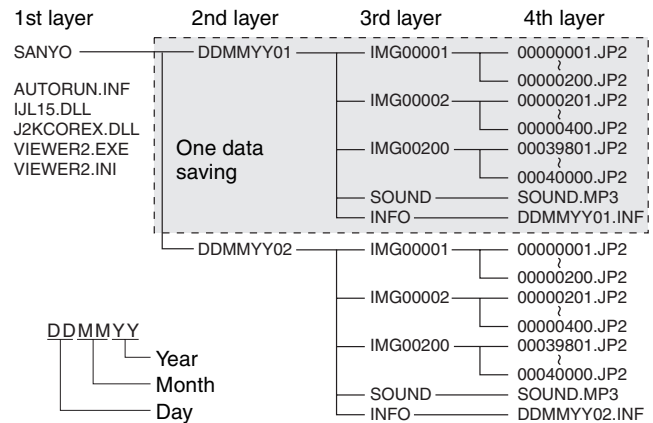 1st layer 2nd layer 3rd layer 4th layer
SANYO DDMMYY01 IMG00001 00000001.JP2
~
00000200.JP2
AUTORUN.INF
IJL15.DLL
J2KCOREX.DLL
VIEWER2.EXE
VIEWER2.INI
One data
saving
IMG00002 00000201.JP2
~
00000400.JP2
IMG00200 00039801.JP2
~
00040000.JP2
SOUND SOUND.MP3
INFO DDMMYY01.INF
DDMMYY02 IMG00001 00000001.JP2
~
00000200.JP2
IMG00002 00000201.JP2
~
00000400.JP2
IMG00200 00039801.JP2
~
00040000.JP2
SOUND SOUND.MP3
INFO DDMMYY02.INF
DDMMYY
Year
Month
Day